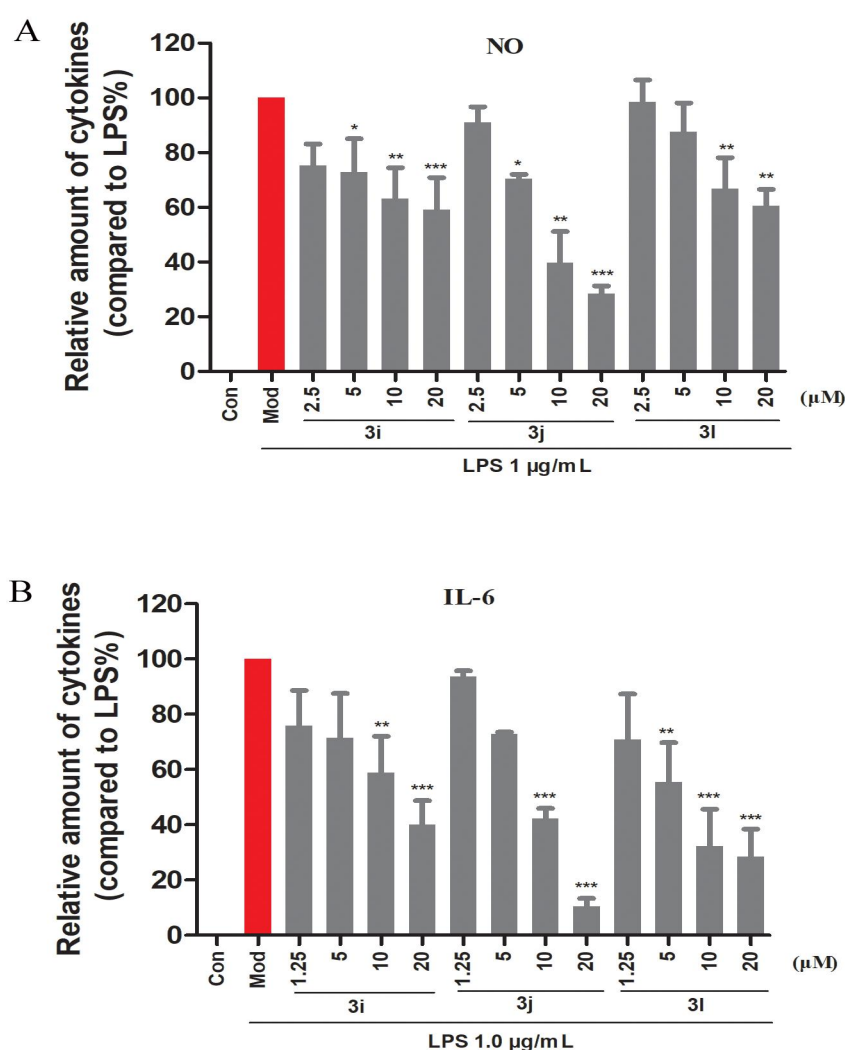 A
NO
Relative amount of cytokines
(compared to LPS%)
120
100
80
60
40
20
0
*
**
***
*
**
***
**
**
Con Mod 2.5 5 10 20 2.5 5 10 20 2.5 5 10 20 (μM)
3i 3j 3l
LPS 1 μg/mL
B
IL-6
Relative amount of cytokines
(compared to LPS%)
120
100
80
60
40
20
0
**
***
***
***
**
***
***
Con Mod 1.25 5 10 20 1.25 5 10 20 1.25 5 10 20 (μM)
3i 3j 3l
LPS 1.0 μg/mL